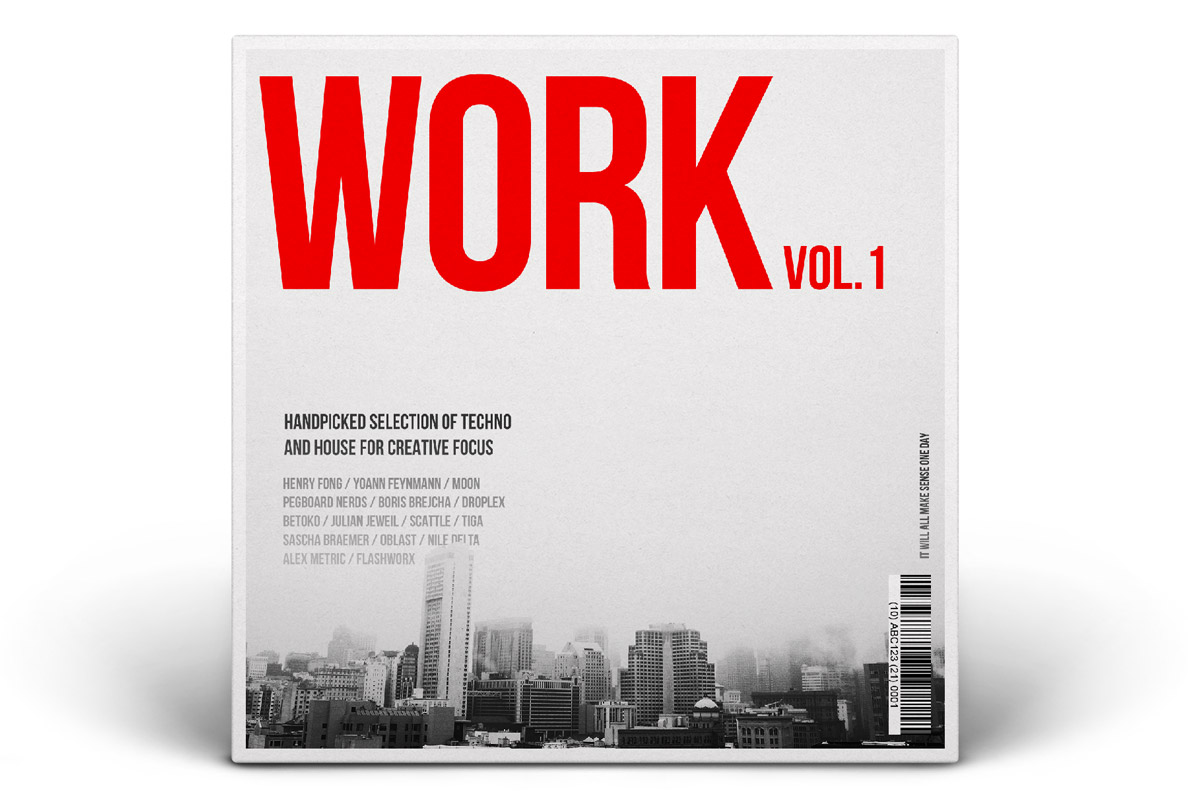 WORK VOL. 1
HANDPICKED SELECTION OF TECHNO
AND HOUSE FOR CREATIVE FOCUS
HENRY FONG / YOANN FEYNMANN / MDON
PEGBOARD NERDS / BORIS BREJCHA / DROPLEX
BETOKO / JULIAN JEWEIL / SCATTLE / TIGA
SASCHA BRAEMER / OBLAST / NILE DELTA
ALEX METRIC / FLASHWORX
IT WILL ALL MAKE SENSE ONE DAY
(10) ABC123 (21) 0001